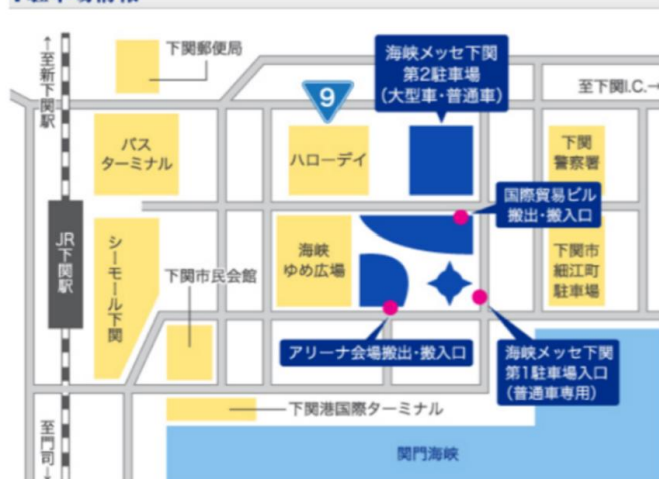 ↑至新下関駅
下関郵便局
海峡メッセ下関
第2駐車場
（大型車・普通車）
至下関I.C.→
9
バス
ターミナル
ハローデイ
下関
警察署
国際貿易ビル
搬出・搬入口
JR下関駅
シーモール下関
海峡
ゆめ広場
下関市
細江町
駐車場
下関市民会館
アリーナ会場搬出・搬入口
海峡メッセ下関
第1駐車場入口
（普通車専用）
下関港国際ターミナル
至門司↓
関門海峡